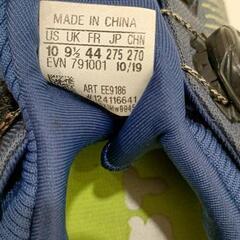 MADE IN CHINA
US UK FR JP CHN
10 9½ 44 275 270
EVN 791001 10/19
ART EE9186
#124116641